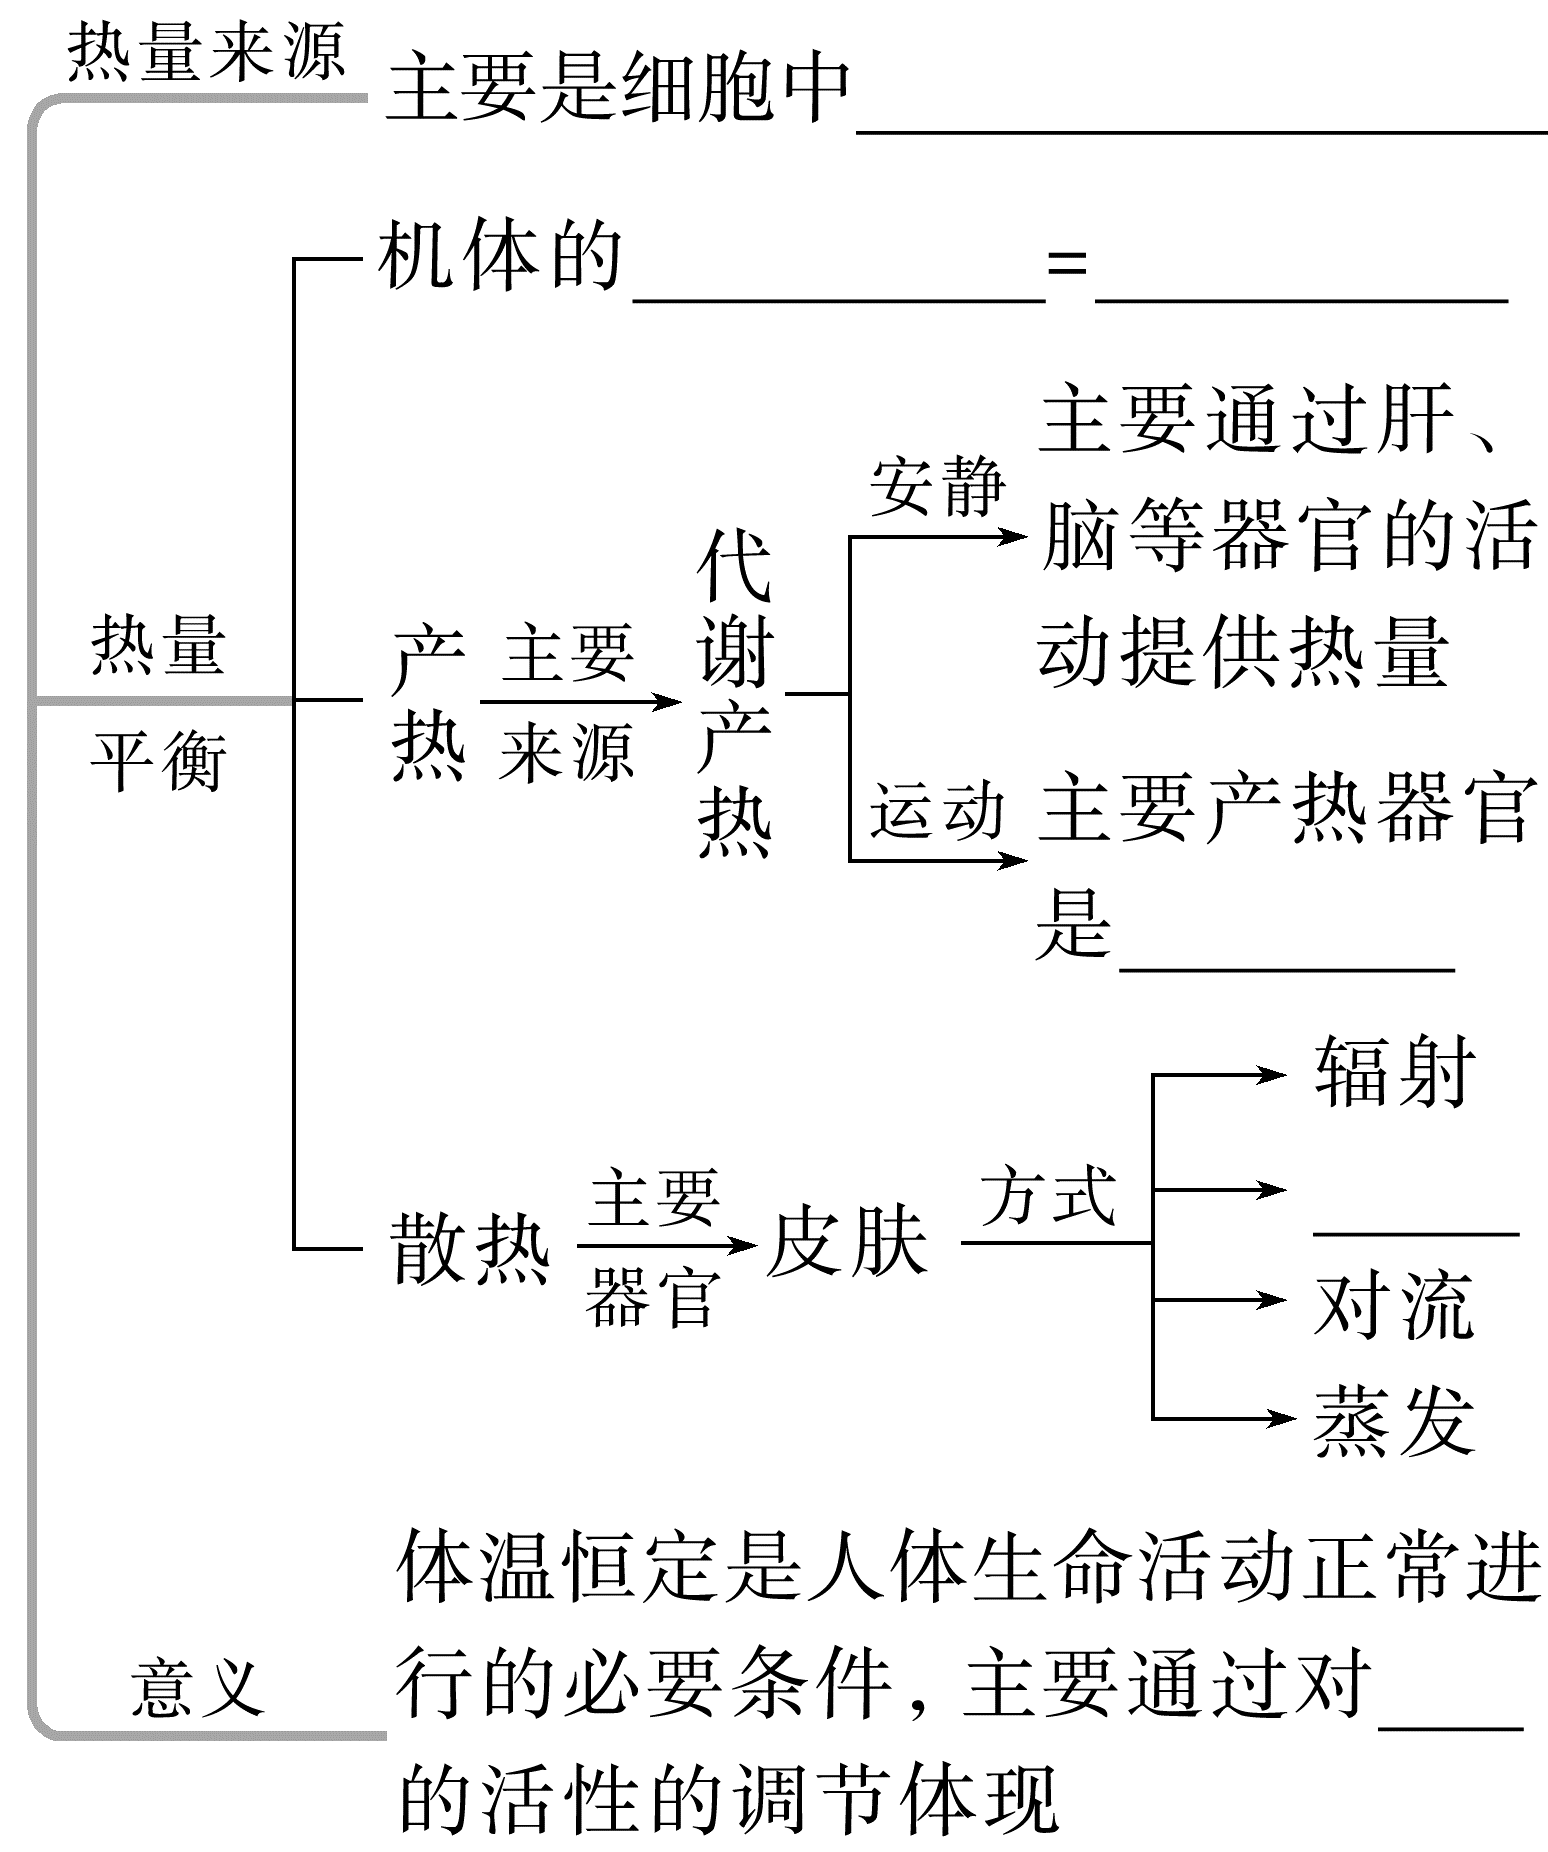 热量来源
主要是细胞中
机体的 =
热量
平衡
产热
主要
来源
代谢产热
安静
主要通过肝、
脑等器官的活
动提供热量
运动
主要产热器官
是
散热
主要
器官
皮肤
方式
辐射
对流
蒸发
意义
体温恒定是人体生命活动正常进
行的必要条件,主要通过对
的活性的调节体现